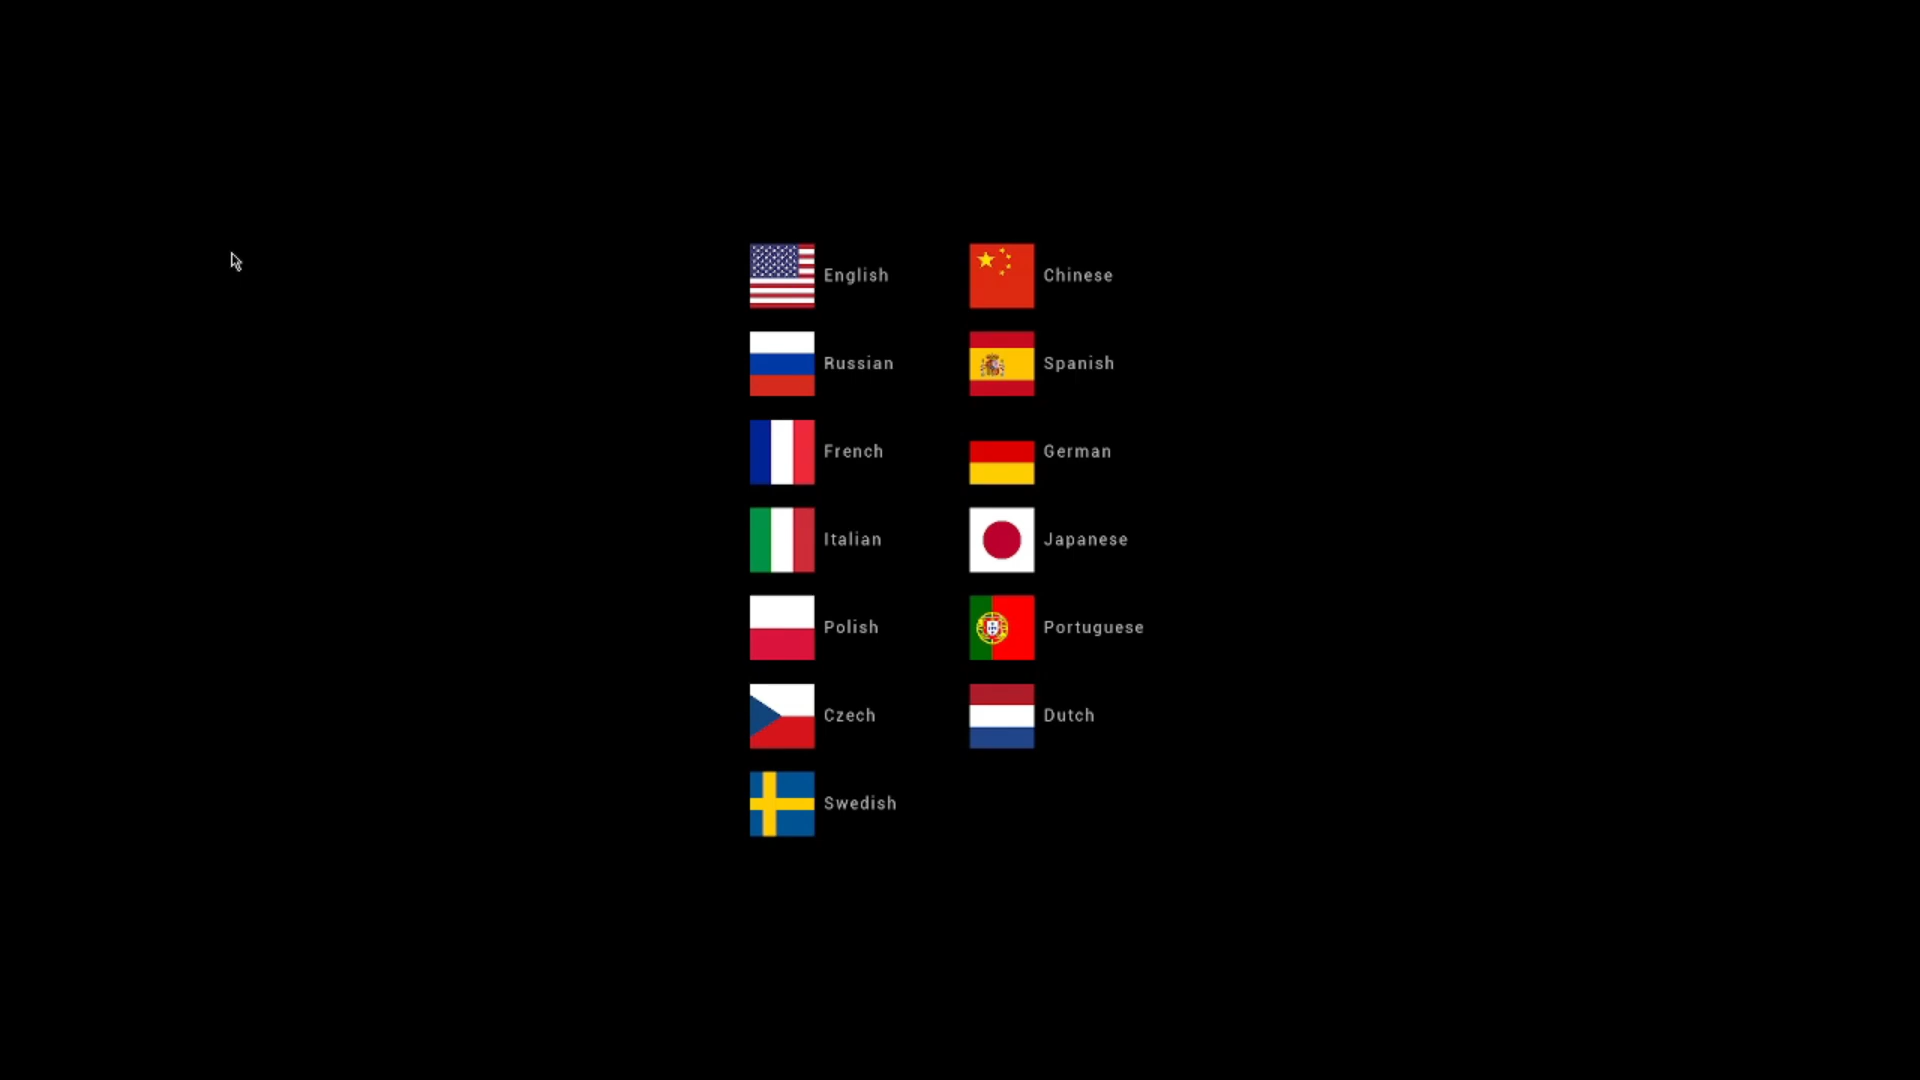 English
Chinese
Russian
Spanish
French
German
Italian
Japanese
Polish
Portuguese
Czech
Dutch
Swedish